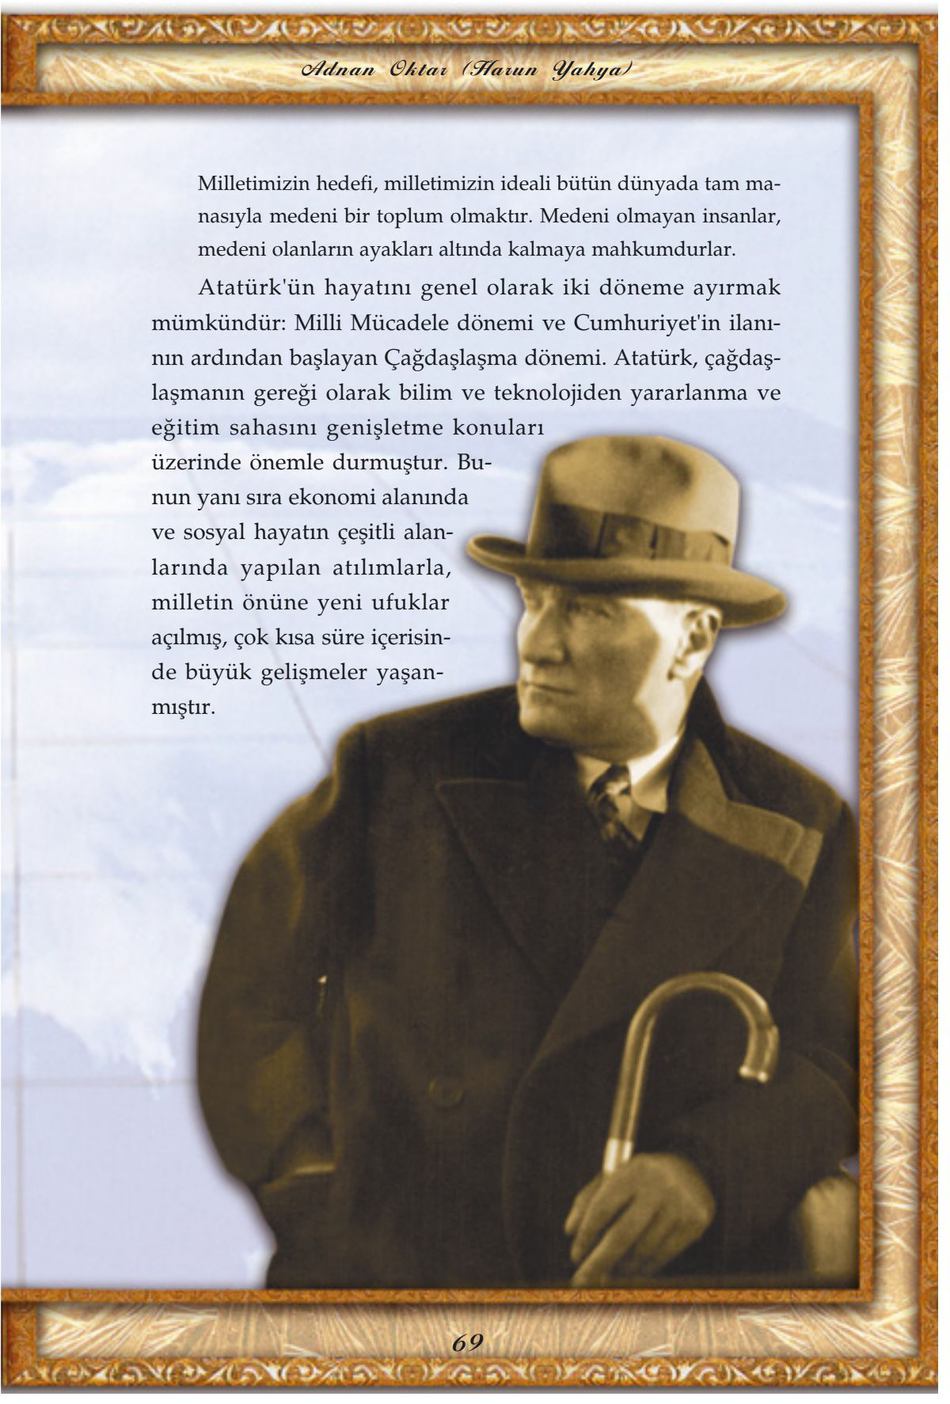 Adnan Oktar (Harun Yahya)
Milletimizin hedefi, milletimizin ideali bütün dünyada tam ma-
nasıyla medeni bir toplum olmaktır. Medeni olmayan insanlar,
medeni olanların ayakları altında kalmaya mahkumdurlar.
Atatürk'ün hayatını genel olarak iki döneme ayırmak
mümkündür: Milli Mücadele dönemi ve Cumhuriyet'in ilanı-
nın ardından başlayan Çağdaşlaşma dönemi. Atatürk, çağdaş-
laşmanın gereği olarak bilim ve teknolojiden yararlanma ve
eğitim sahasını genişletme konuları
üzerinde önemle durmuştur. Bu-
nun yanı sıra ekonomi alanında
ve sosyal hayatın çeşitli alan-
larında yapılan atılımlarla,
milletin önüne yeni ufuklar
açılmış, çok kısa süre içerisin-
de büyük gelişmeler yaşan-
mıştır.
69